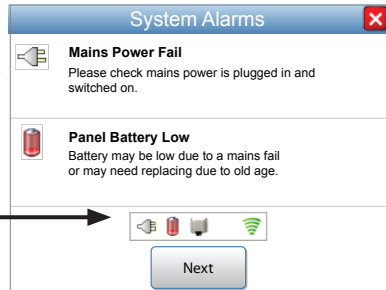 System Alarms
Mains Power Fail
Please check mains power is plugged in and
switched on.
Panel Battery Low
Battery may be low due to a mains fail
or may need replacing due to old age.
Next